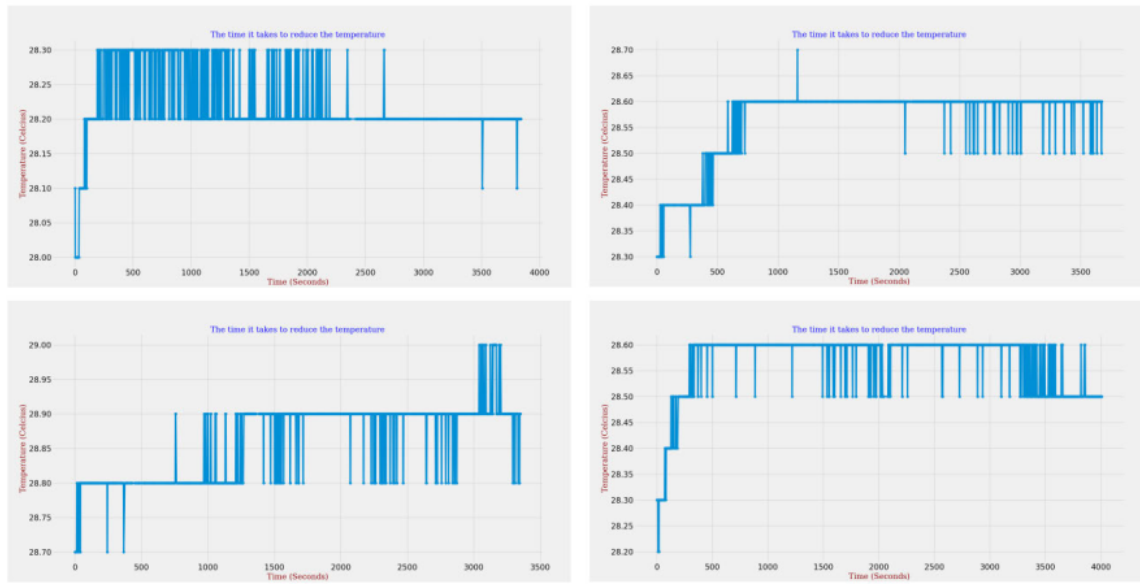 The time it takes to reduce the temperature
28.30
28.25
28.20
28.15
28.10
28.05
28.00
Temperature (Celcius)
0 500 1000 1500 2000 2500 3000 3500 4000
Time (Seconds)
The time it takes to reduce the temperature
28.70
28.65
28.60
28.55
28.50
28.45
28.40
28.35
28.30
Temperature (Celcius)
0 500 1000 1500 2000 2500 3000 3500
Time (Seconds)
The time it takes to reduce the temperature
29.00
28.95
28.90
28.85
28.80
28.75
28.70
Temperature (Celcius)
0 500 1000 1500 2000 2500 3000 3500
Time (Seconds)
The time it takes to reduce the temperature
28.60
28.55
28.50
28.45
28.40
28.35
28.30
28.25
28.20
Temperature (Celcius)
0 500 1000 1500 2000 2500 3000 3500 4000
Time (Seconds)